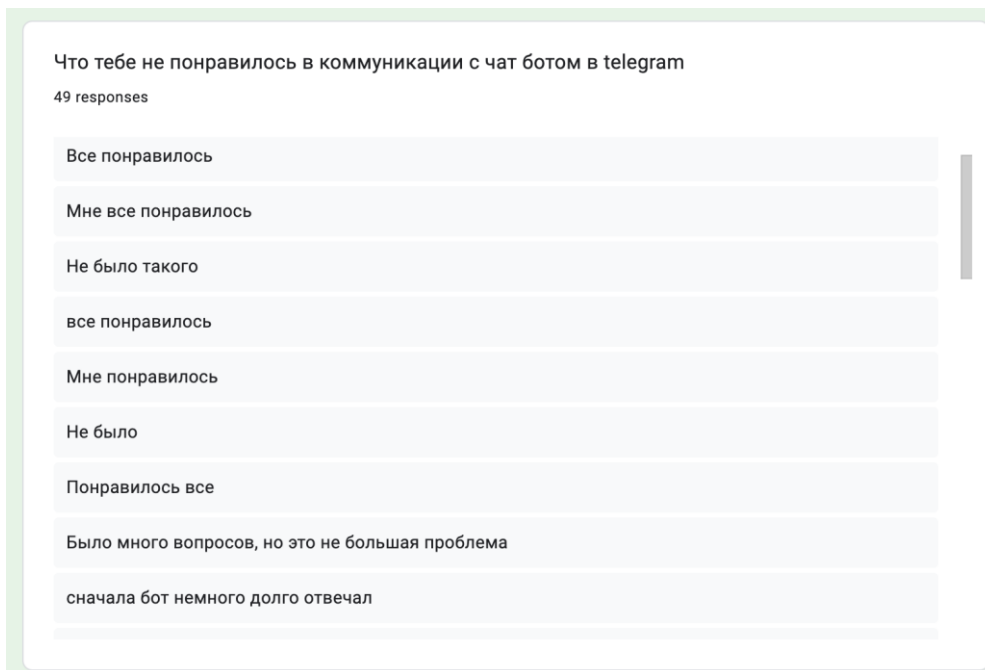 Что тебе не понравилось в коммуникации с чат ботом в telegram
49 responses
Все понравилось
Мне все понравилось
Не было такого
все понравилось
Мне понравилось
Не было
Понравилось все
Было много вопросов, но это не большая проблема
сначала бот немного долго отвечал